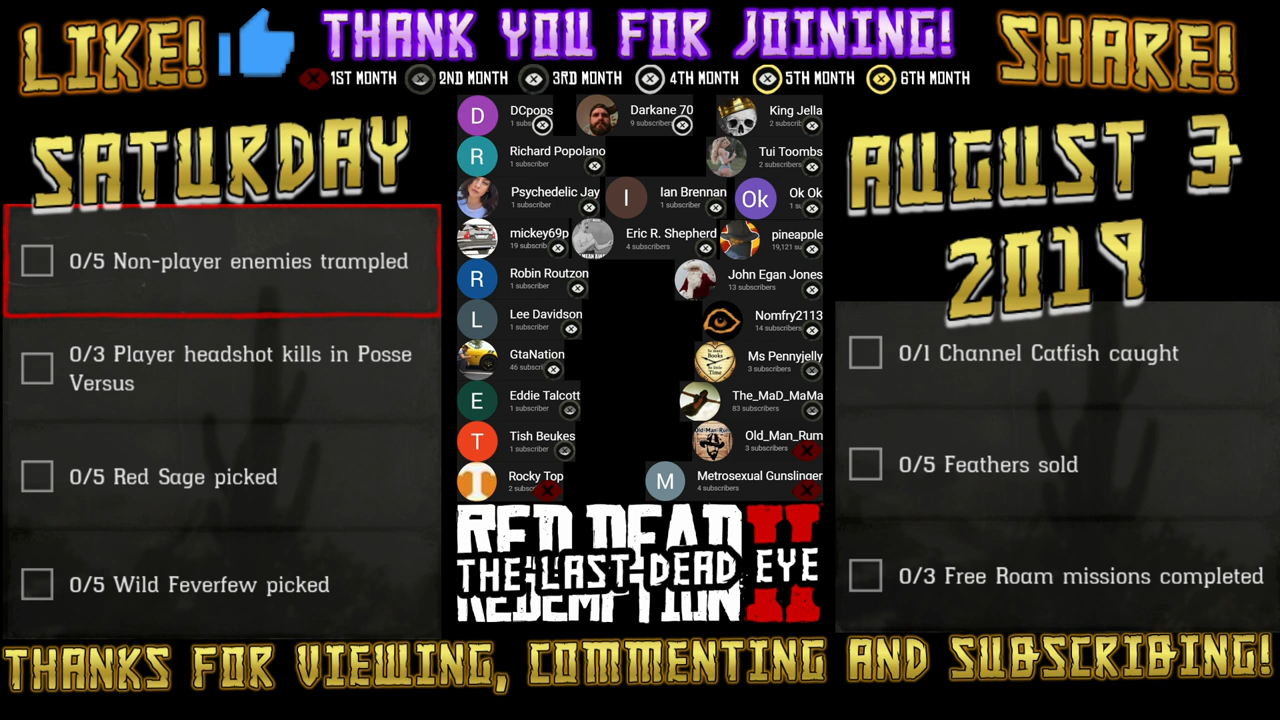 LIKE!
THANK YOU FOR JOINING!
SHARE!
1ST MONTH 2ND MONTH 3RD MONTH 4TH MONTH 5TH MONTH 6TH MONTH
SATURDAY
AUGUST 3
2019
0/5 Non-player enemies trampled
0/3 Player headshot kills in Posse
Versus
0/5 Red Sage picked
0/5 Wild Feverfew picked
D DCpops Darkane 70 King Jella
1 9 subscribers 2
R Richard Popolano Tui Toombs
1 subscriber 2 subscribers
Psychedelic Jay I Ian Brennan Ok Ok Ok
1 subscriber 1 subscriber 1
mickey69p Eric R. Shepherd pineapple
19 4 subscribers 19,121
R Robin Routzon John Egan Jones
1 subscriber 13 subscribers
L Lee Davidson Nomfry2113
1 subscriber 14 subscribers
GtaNation Ms Pennyjelly
46 3 subscribers
E Eddie Talcott The_MaD_MaMa
1 subscriber 83 subscribers
T Tish Beukes Old_Man_Rum
1 subscriber 3 subscribers
T Rocky Top M Metrosexual Gunslinger
2 4 subscribers
RED DEAD
THE LAST DEAD EYE
REDEMPTION II
0/1 Channel Catfish caught
0/5 Feathers sold
0/3 Free Roam missions completed
THANKS FOR VIEWING, COMMENTING AND SUBSCRIBING!